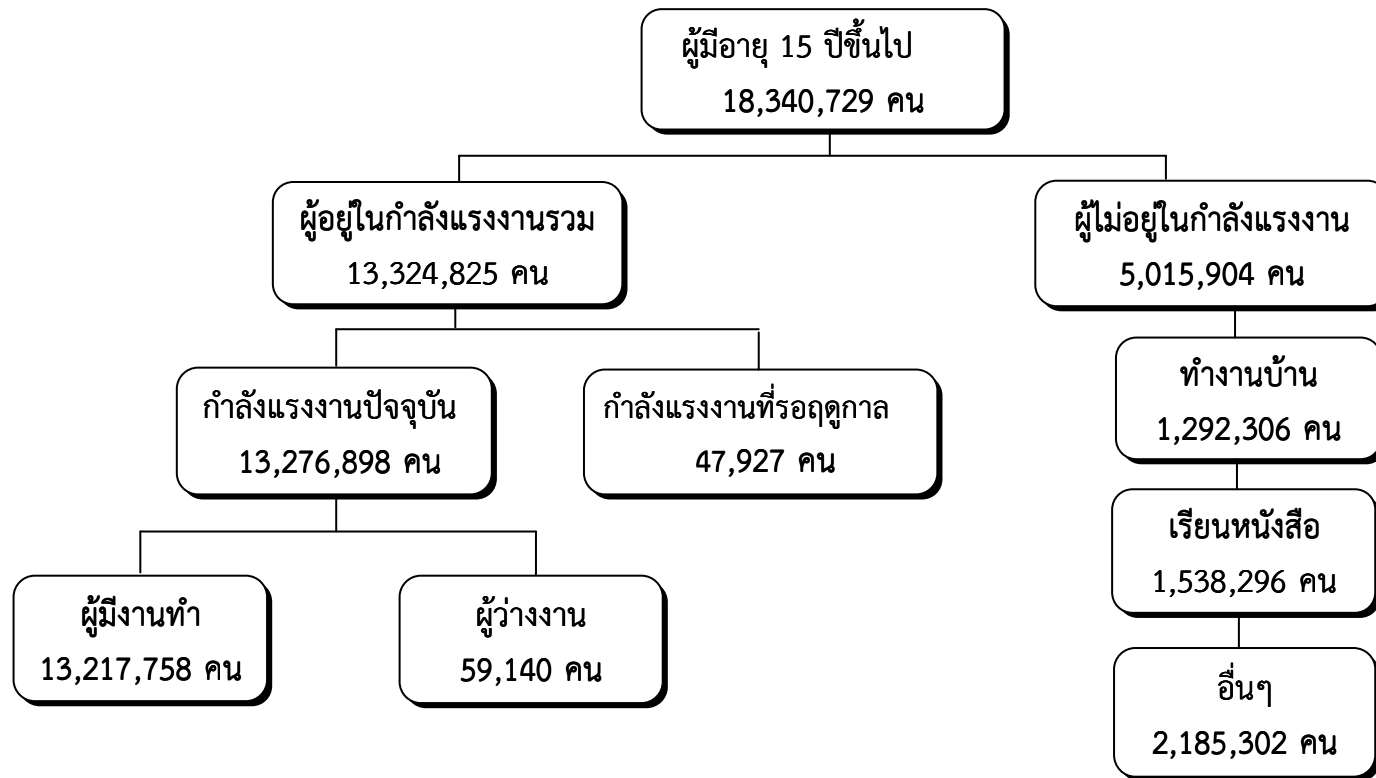 ผู้มีอายุ 15 ปีขึ้นไป
18,340,729 คน
ผู้อยู่ในกำลังแรงงานรวม
13,324,825 คน
ผู้ไม่อยู่ในกำลังแรงงาน
5,015,904 คน
กำลังแรงงานปัจจุบัน
13,276,898 คน
กำลังแรงงานที่รอฤดูกาล
47,927 คน
ทำงานบ้าน
1,292,306 คน
เรียนหนังสือ
1,538,296 คน
ผู้มีงานทำ
13,217,758 คน
ผู้ว่างงาน
59,140 คน
อื่นๆ
2,185,302 คน